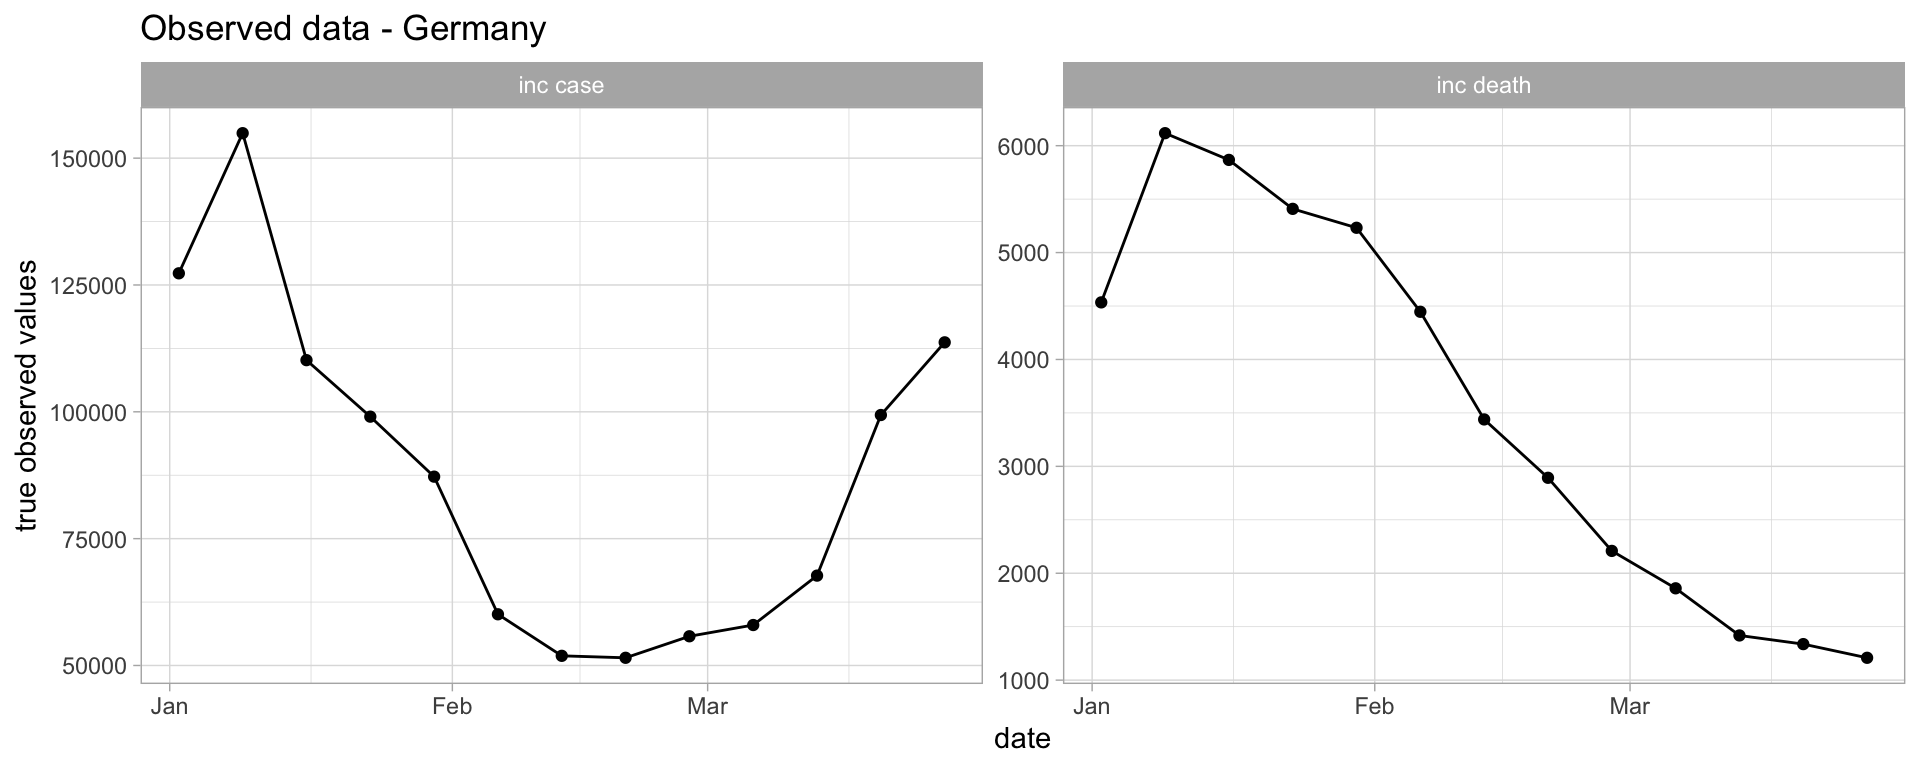 Observed data - Germany
inc case
inc death
true observed values
150000
125000
100000
75000
50000
6000
5000
4000
3000
2000
1000
Jan Feb Mar
Jan Feb Mar
date